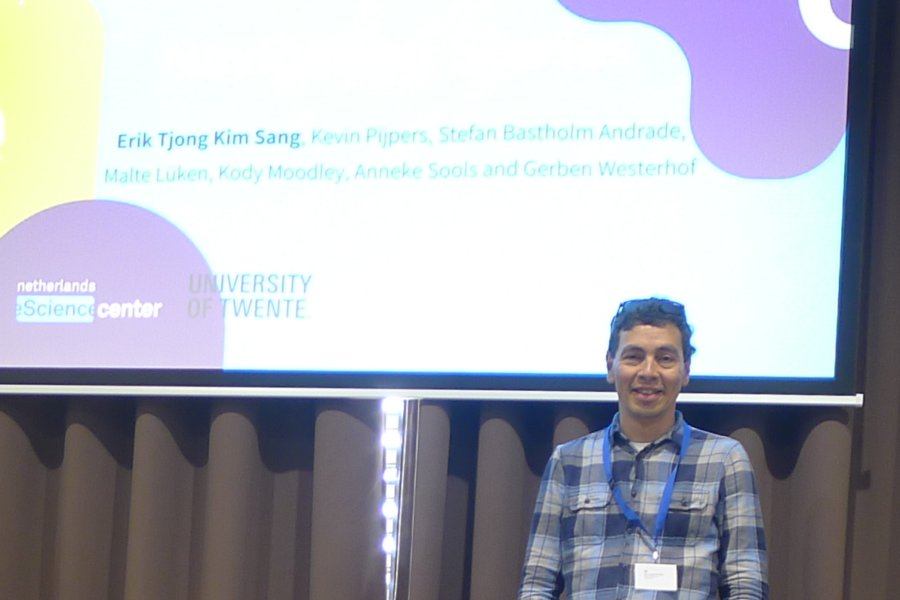 Erik Tjong Kim Sang, Kevin Pijpers, Stefan Bastholm Andrade,
Malte Lüken, Kody Moodley, Anneke Sools and Gerben Westerhof
netherlands
eScience center
UNIVERSITY
OF TWENTE.